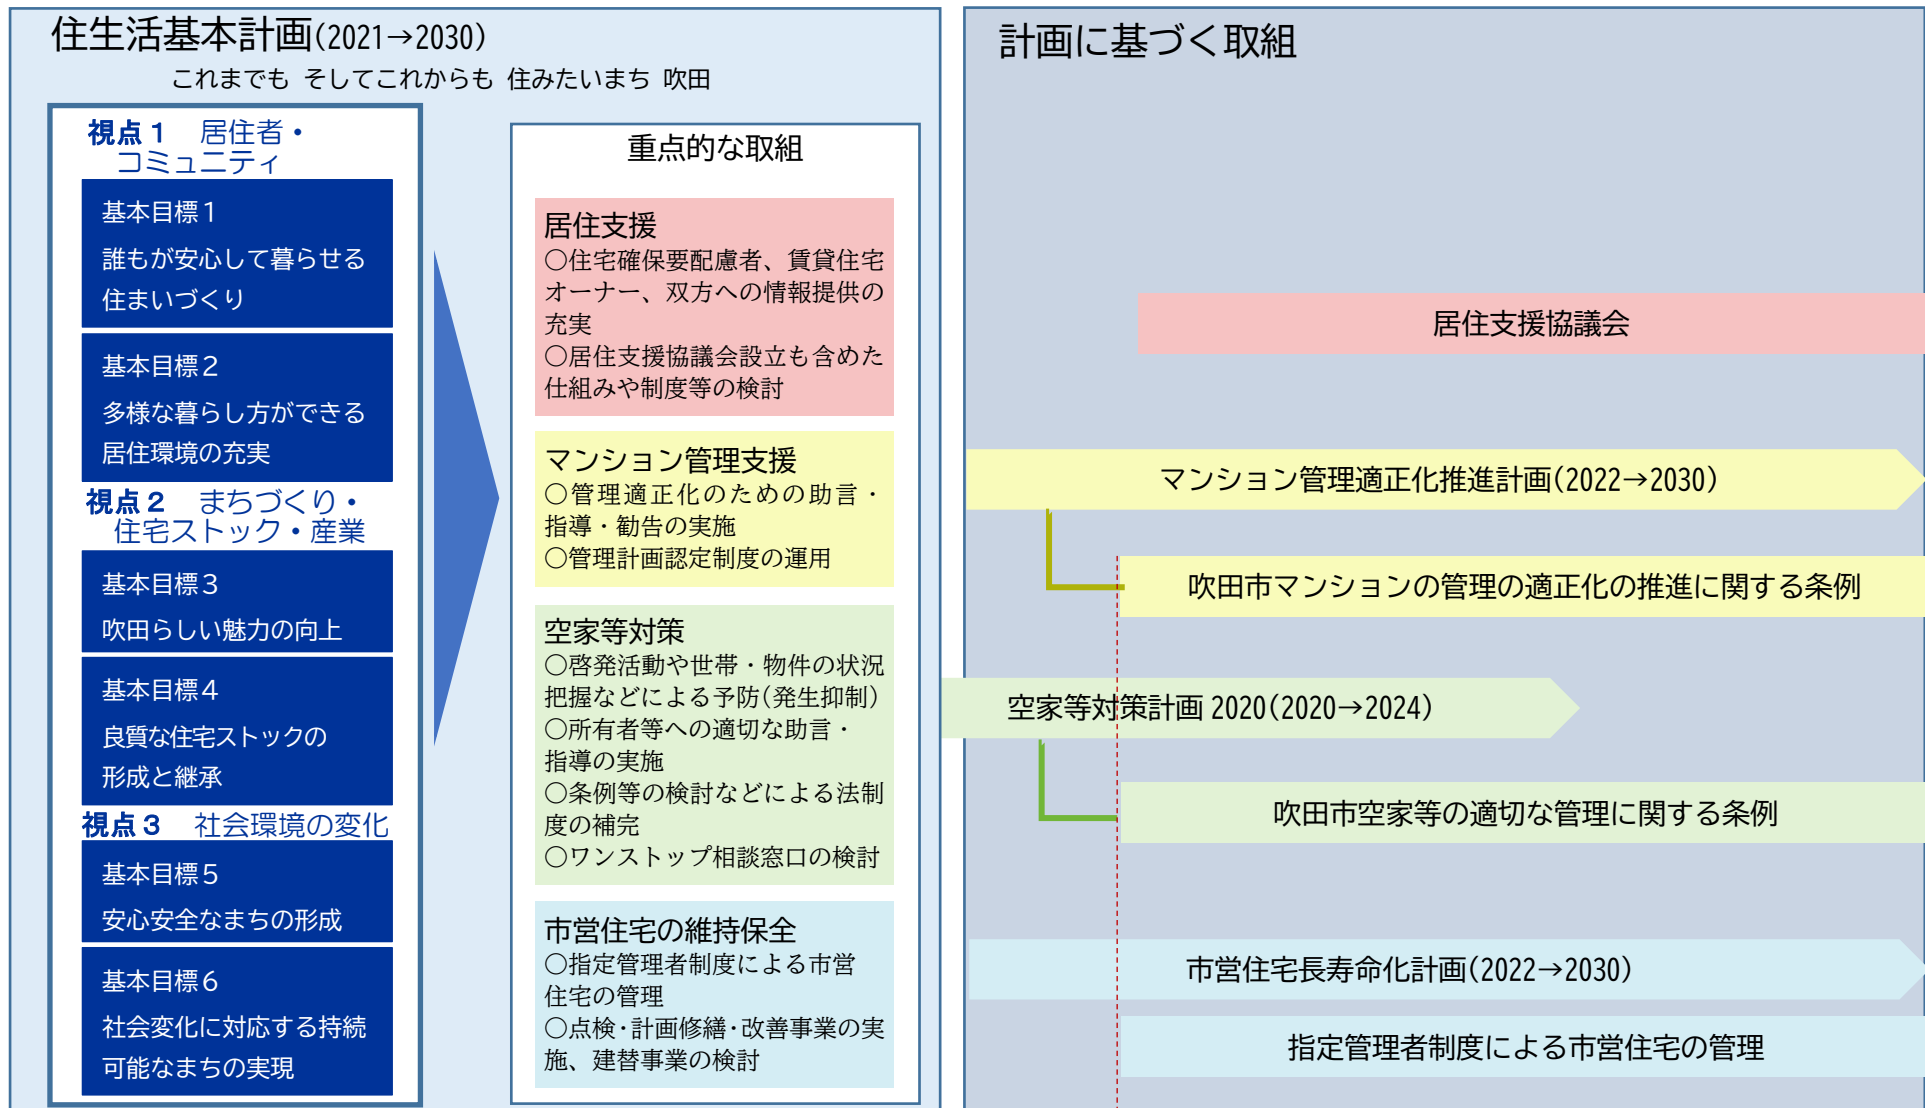 住生活基本計画(2021→2030)
これまでも そしてこれからも 住みたいまち 吹田
視点1 居住者・
コミュニティ
基本目標1
誰もが安心して暮らせる
住まいづくり
基本目標2
多様な暮らし方ができる
居住環境の充実
視点2 まちづくり・
住宅ストック・産業
基本目標3
吹田らしい魅力の向上
基本目標4
良質な住宅ストックの
形成と継承
視点3 社会環境の変化
基本目標5
安心安全なまちの形成
基本目標6
社会変化に対応する持続
可能なまちの実現
重点的な取組
居住支援
○住宅確保要配慮者、賃貸住宅
オーナー、双方への情報提供の
充実
○居住支援協議会設立も含めた
仕組みや制度等の検討
マンション管理支援
○管理適正化のための助言・
指導・勧告の実施
○管理計画認定制度の運用
空家等対策
○啓発活動や世帯・物件の状況
把握などによる予防(発生抑制)
○所有者等への適切な助言・
指導の実施
○条例等の検討などによる法制
度の補完
○ワンストップ相談窓口の検討
市営住宅の維持保全
○指定管理者制度による市営
住宅の管理
○点検・計画修繕・改善事業の実
施、建替事業の検討
計画に基づく取組
居住支援協議会
マンション管理適正化推進計画(2022→2030)
吹田市マンションの管理の適正化の推進に関する条例
空家等対策計画 2020(2020→2024)
吹田市空家等の適切な管理に関する条例
市営住宅長寿命化計画(2022→2030)
指定管理者制度による市営住宅の管理